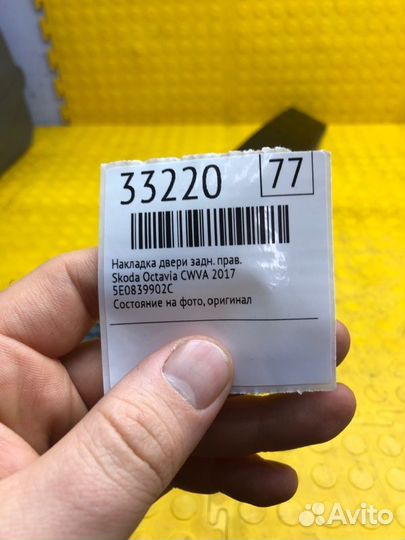 33220 77
Накладка двери задн. прав.
Skoda Octavia CWVA 2017
5E0839902C
Состояние на фото, оригинал
Avito